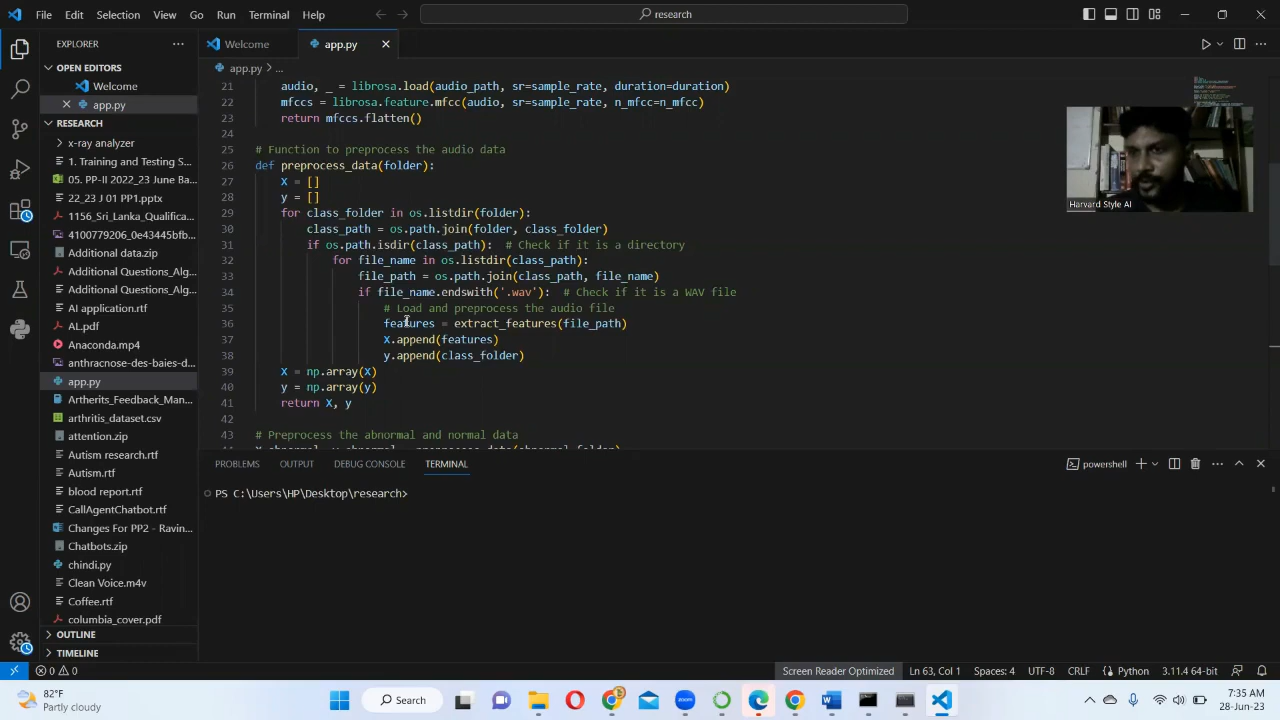 File Edit Selection View Go Run Terminal Help
research
EXPLORER
Welcome
app.py
OPEN EDITORS
app.py > ...
Welcome
app.py
RESEARCH
x-ray analyzer
1. Training and Testing S...
05. PP-II 2022_23 June Ba...
22_23 J 01 PP1.pptx
1156_Sri_Lanka_Qualifica...
4100779206_0e43445bfb...
Additional data.zip
Additional Questions_Alg...
Additional Questions_Alg...
AI application.rtf
AL.pdf
Anaconda.mp4
anthracnose-des-baies-d...
app.py
Artherits_Feedback_Man...
arthritis_dataset.csv
attention.zip
Autism research.rtf
Autism.rtf
blood report.rtf
CallAgentChatbot.rtf
Changes For PP2 - Ravin...
Chatbots.zip
chindi.py
Clean Voice.m4v
Coffee.rtf
columbia_cover.pdf
OUTLINE
TIMELINE
21 audio, _ = librosa.load(audio_path, sr=sample_rate, duration=duration)
22 mfccs = librosa.feature.mfcc(audio, sr=sample_rate, n_mfcc=n_mfcc)
23 return mfccs.flatten()
24
25 # Function to preprocess the audio data
26 def preprocess_data(folder):
27 X = []
28 y = []
29 for class_folder in os.listdir(folder):
30 class_path = os.path.join(folder, class_folder)
31 if os.path.isdir(class_path): # Check if it is a directory
32 for file_name in os.listdir(class_path):
33 file_path = os.path.join(class_path, file_name)
34 if file_name.endswith('.wav'): # Check if it is a WAV file
35 # Load and preprocess the audio file
36 features = extract_features(file_path)
37 X.append(features)
38 y.append(class_folder)
39 X = np.array(X)
40 y = np.array(y)
41 return X, y
42
43 # Preprocess the abnormal and normal data
44 X_abnormal, y_abnormal = preprocess_data(abnormal_folder)
Harvard Style AI
PROBLEMS OUTPUT DEBUG CONSOLE TERMINAL
powershell
PS C:\Users\HP\Desktop\research>
0 0
Screen Reader Optimized Ln 63, Col 1 Spaces: 4 UTF-8 CRLF Python 3.11.4 64-bit
82°F
Partly cloudy
Search
7:35 AM
28-Jun-23